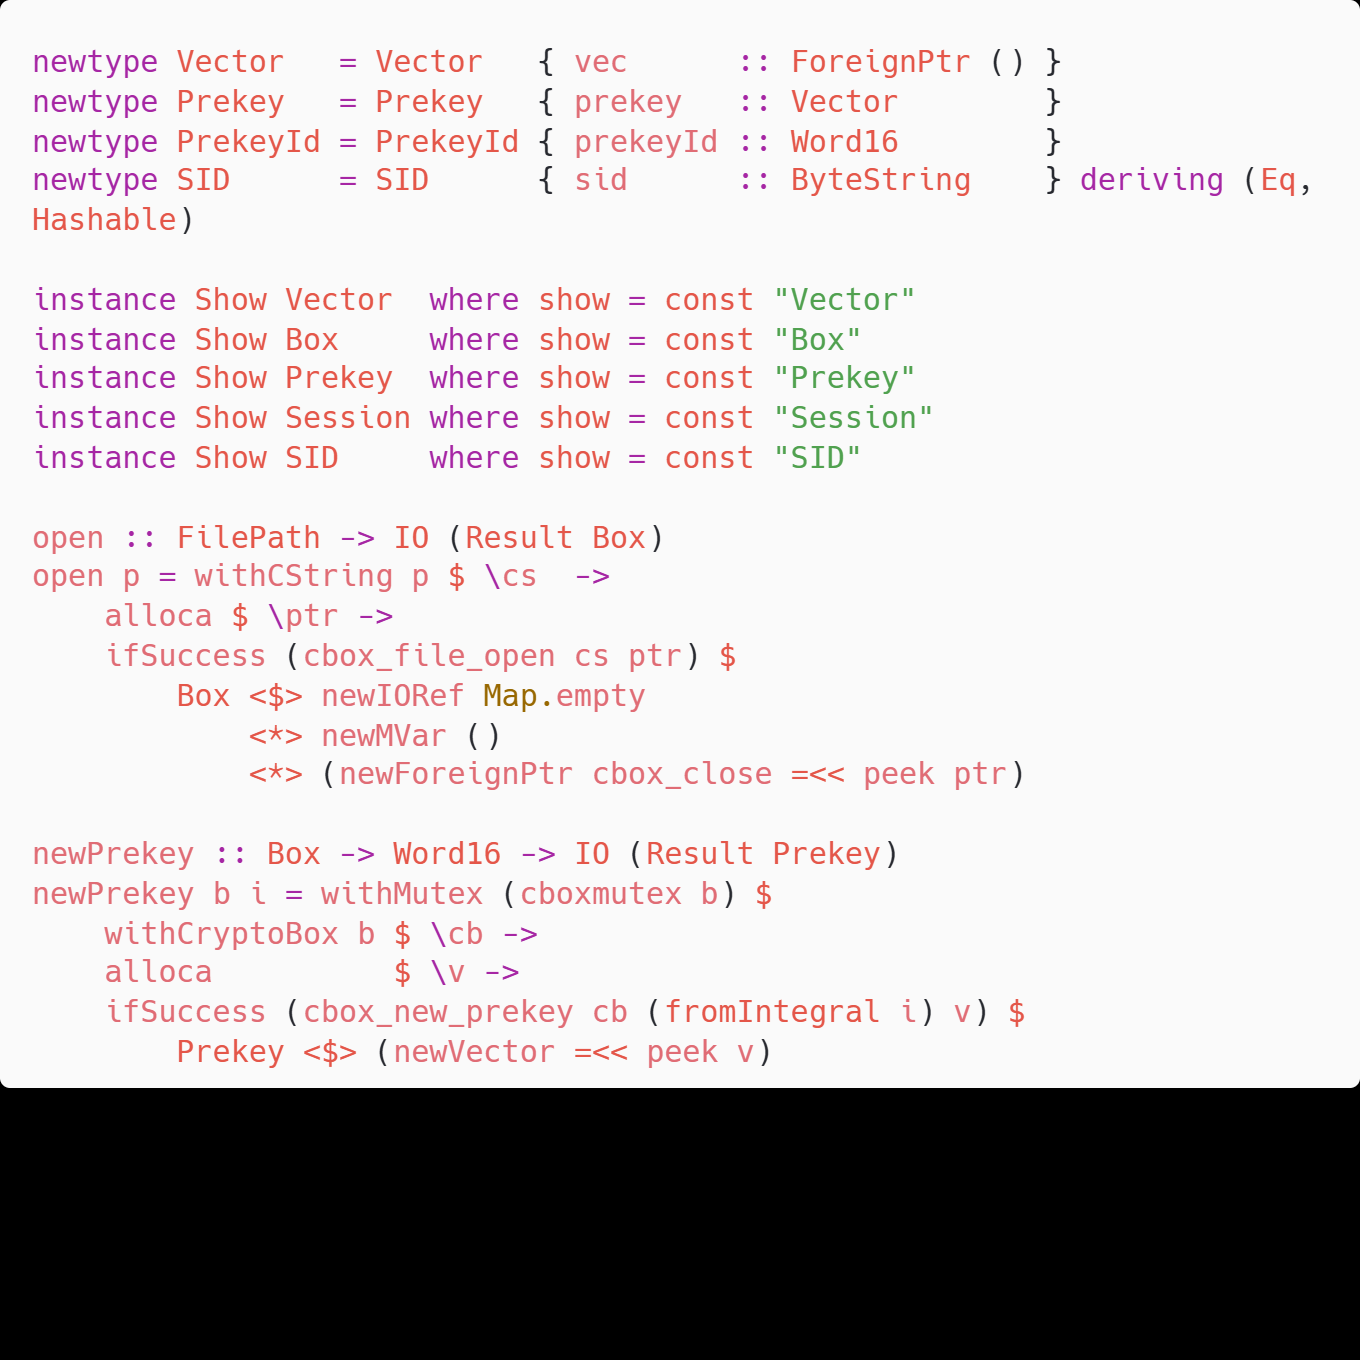 newtype Vector   = Vector   { vec      :: ForeignPtr () }
newtype Prekey   = Prekey   { prekey   :: Vector        }
newtype PrekeyId = PrekeyId { prekeyId :: Word16        }
newtype SID      = SID      { sid      :: ByteString    } deriving (Eq,
Hashable)

instance Show Vector  where show = const "Vector"
instance Show Box     where show = const "Box"
instance Show Prekey  where show = const "Prekey"
instance Show Session where show = const "Session"
instance Show SID     where show = const "SID"

open :: FilePath -> IO (Result Box)
open p = withCString p $ \cs  ->
    alloca $ \ptr ->
    ifSuccess (cbox_file_open cs ptr) $
        Box <$> newIORef Map.empty
            <*> newMVar ()
            <*> (newForeignPtr cbox_close =<< peek ptr)

newPrekey :: Box -> Word16 -> IO (Result Prekey)
newPrekey b i = withMutex (cboxmutex b) $
    withCryptoBox b $ \cb ->
    alloca          $ \v ->
    ifSuccess (cbox_new_prekey cb (fromIntegral i) v) $
        Prekey <$> (newVector =<< peek v)